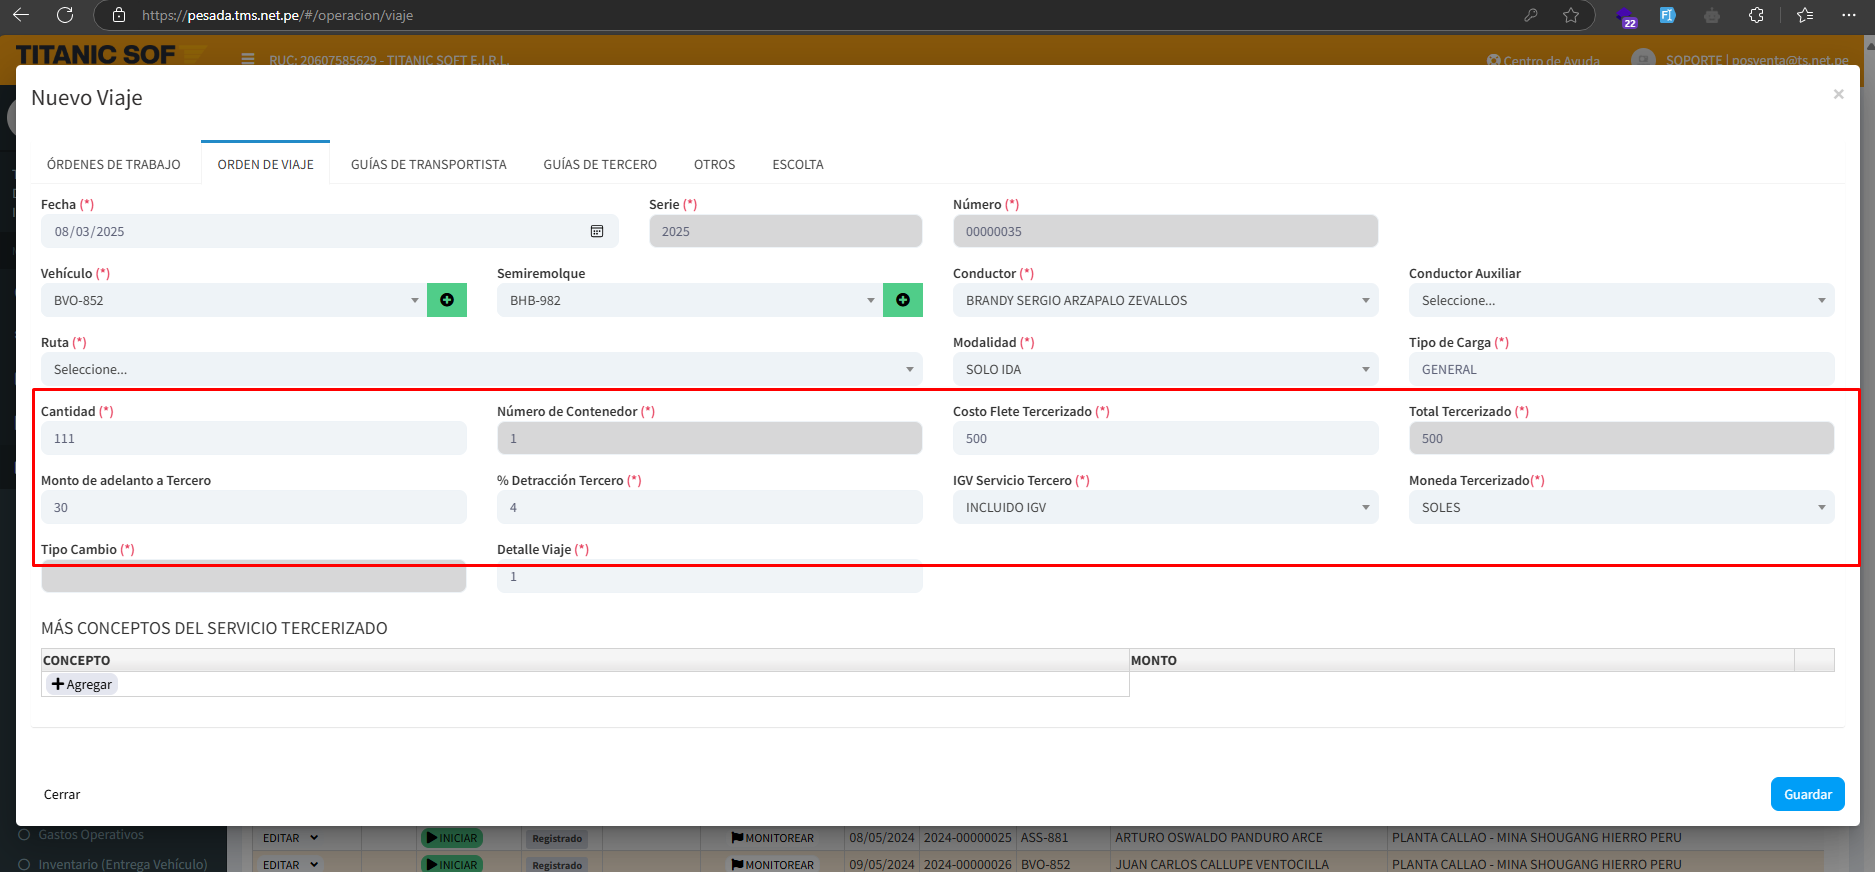 https://pesada.tms.net.pe/#/operacion/viaje
22
TITANIC SOF
RUC: 20607585629 - TITANIC SOFT E.I.R.L.
Centro de Ayuda
SOPORTE | posventa@ts.net.pe
Nuevo Viaje
×
ÓRDENES DE TRABAJO ORDEN DE VIAJE GUÍAS DE TRANSPORTISTA GUÍAS DE TERCERO OTROS ESCOLTA
Fecha (*) Serie (*) Número (*)
08/03/2025 2025 00000035
Vehículo (*) Semiremolque Conductor (*) Conductor Auxiliar
BVO-852 BHB-982 BRANDY SERGIO ARZAPALO ZEVALLOS Seleccione...
Ruta (*) Modalidad (*) Tipo de Carga (*)
Seleccione... SOLO IDA GENERAL
Cantidad (*) Número de Contenedor (*) Costo Flete Tercerizado (*) Total Tercerizado (*)
111 1 500 500
Monto de adelanto a Tercero % Detracción Tercero (*) IGV Servicio Tercero (*) Moneda Tercerizado(*)
30 4 INCLUIDO IGV SOLES
Tipo Cambio (*) Detalle Viaje (*)
1
MÁS CONCEPTOS DEL SERVICIO TERCERIZADO
CONCEPTO MONTO
Agregar
Cerrar Guardar
Gastos Operativos EDITAR INICIAR Registrado MONITOREAR 08/05/2024 2024-00000025 ASS-881 ARTURO OSWALDO PANDURO ARCE PLANTA CALLAO - MINA SHOUGANG HIERRO PERU
Inventario (Entrega Vehículo) EDITAR INICIAR Registrado MONITOREAR 09/05/2024 2024-00000026 BVO-852 JUAN CARLOS CALLUPE VENTOCILLA PLANTA CALLAO - MINA SHOUGANG HIERRO PERU